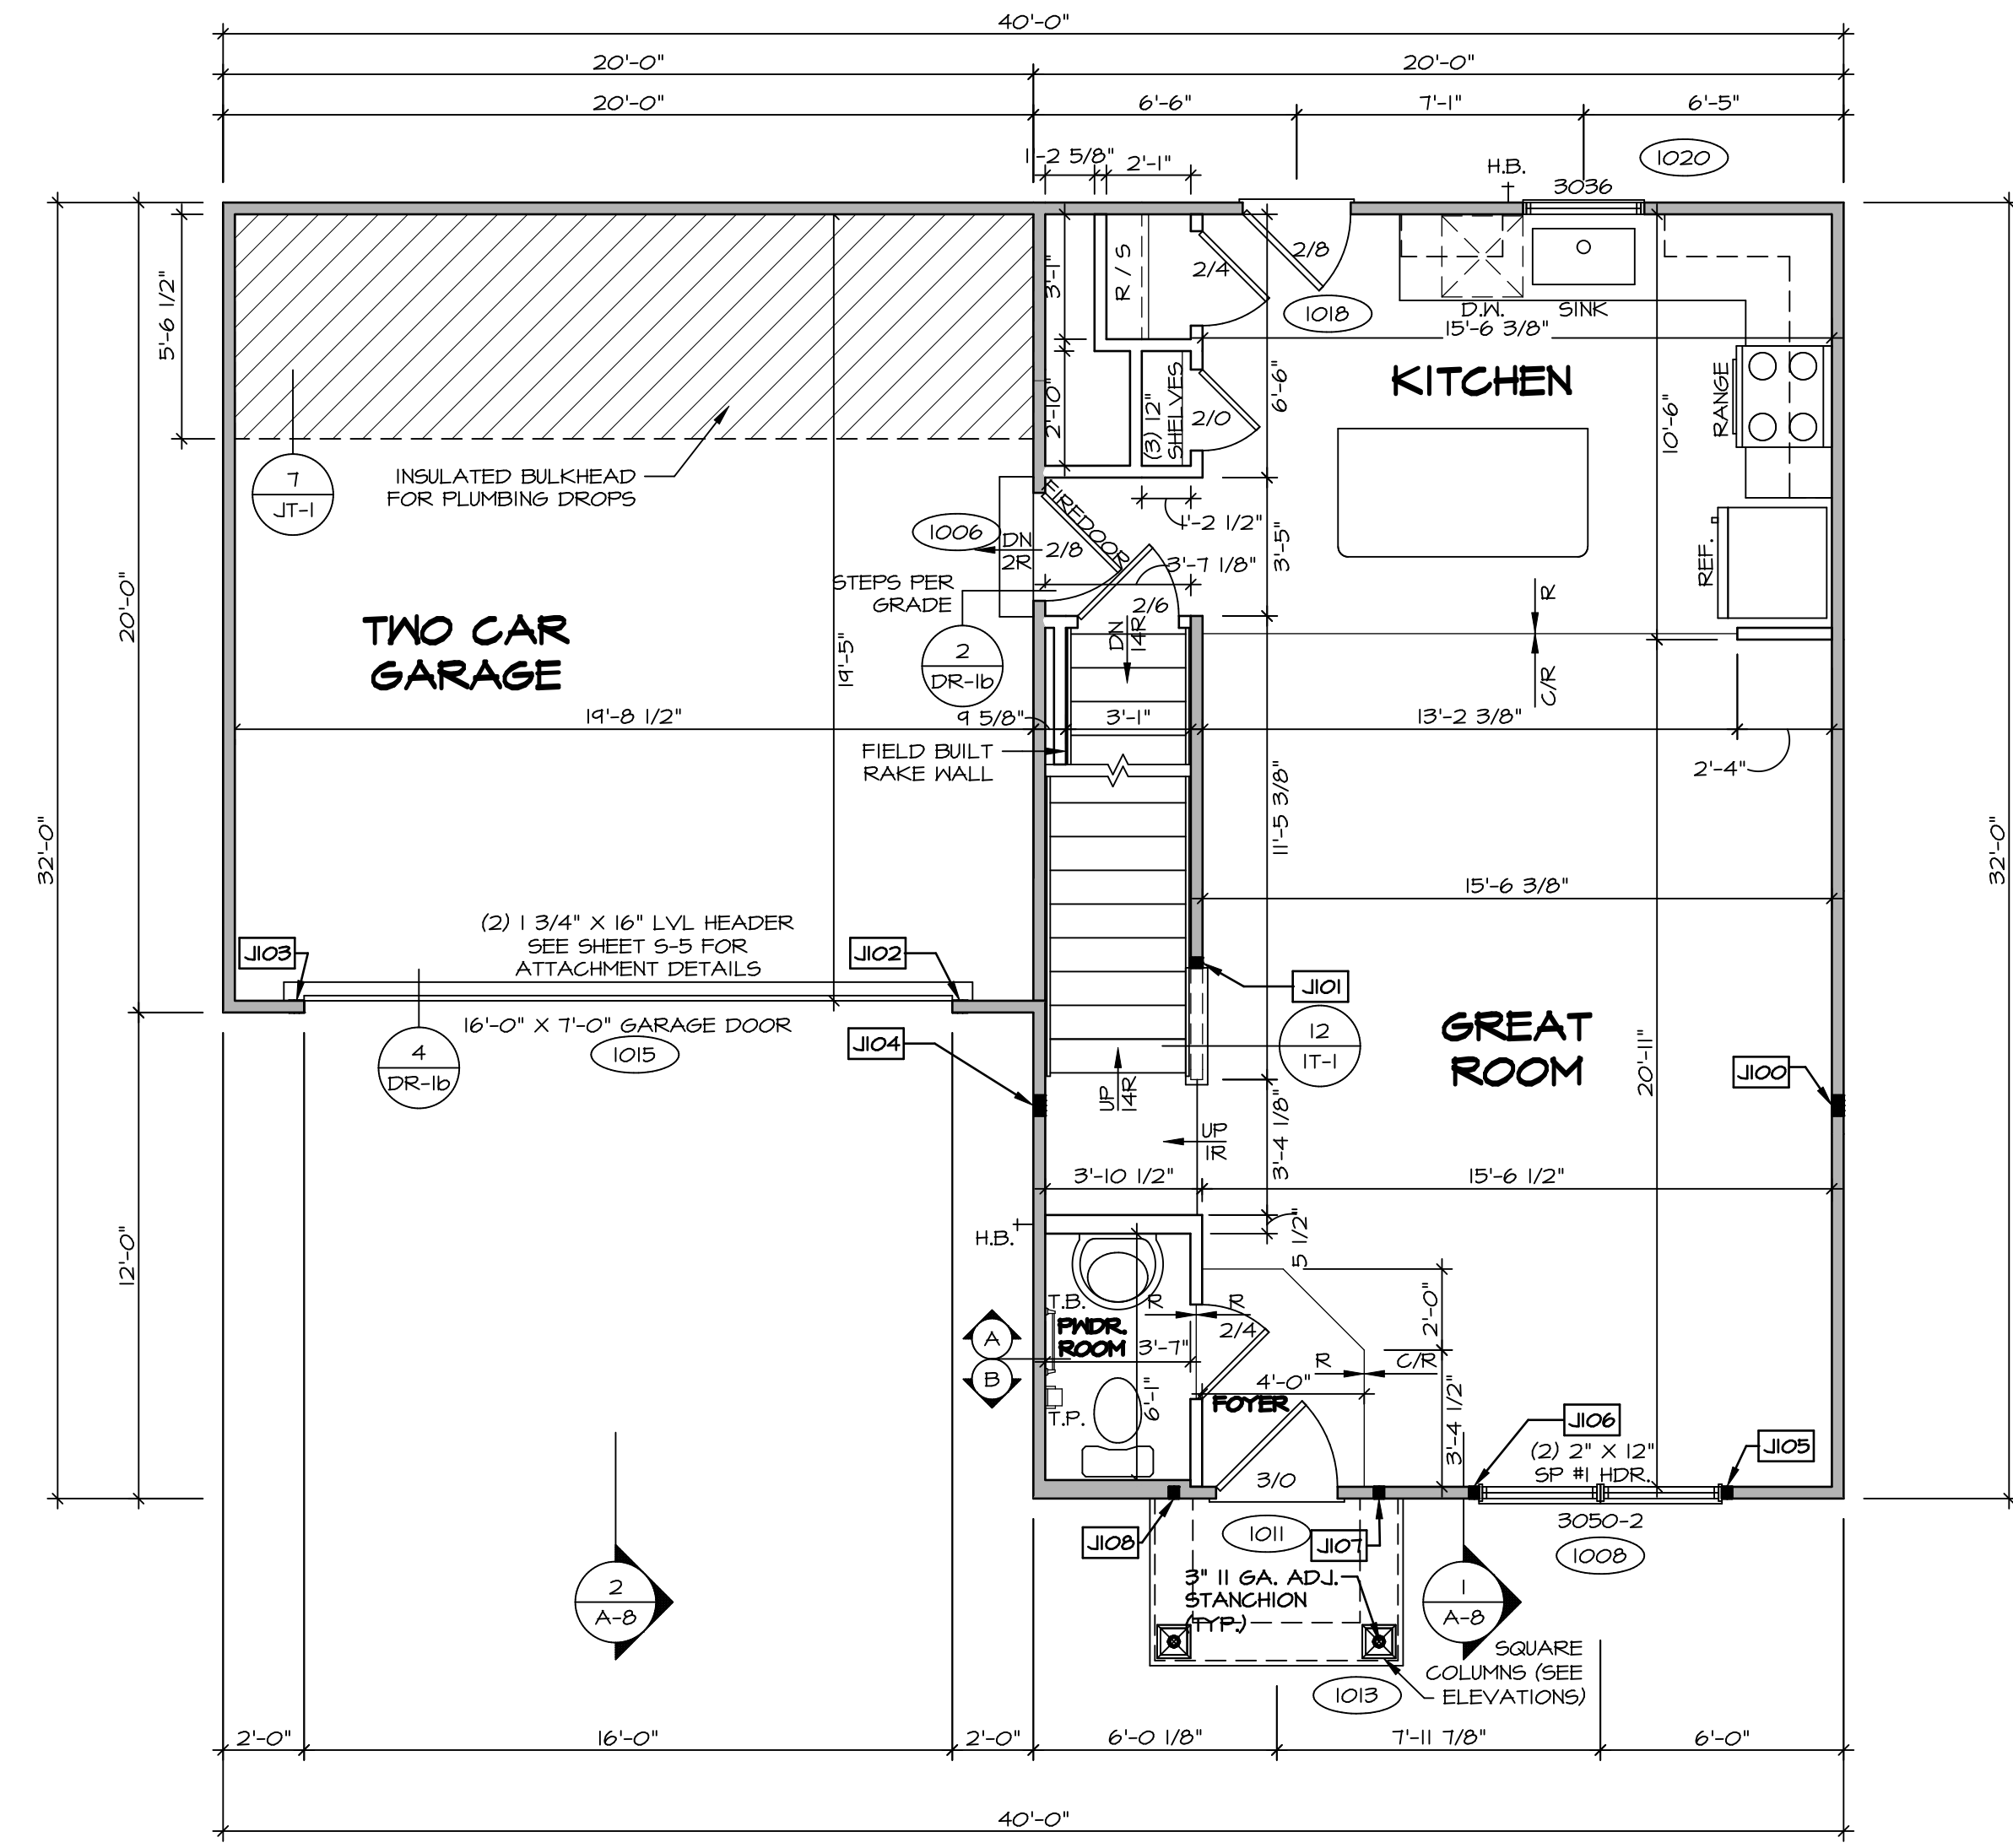 40'-0"
20'-0" 20'-0"
20'-0" 6'-6" 7'-1" 6'-5"
1'-2 5/8" 2'-1" H.B. 1020
3036
5'-6 1/2"
3'-1"
R / S
2/4
2/8
1018
D.W. SINK
15'-6 3/8"
KITCHEN
RANGE
6'-6"
10'-6"
2'-10"
(3) 12"
SHELVES
2/0
7
JT-1
INSULATED BULKHEAD
FOR PLUMBING DROPS
1006
FIREDOOR
DN
2R
2/8
1'-2 1/2"
3'-5"
3'-7 1/8"
REF.
STEPS PER
GRADE
2/6
R
C/R
20'-0"
TWO CAR
GARAGE
19'-5"
2
DR-1b
DN
14R
19'-8 1/2" 9 5/8" 3'-1" 13'-2 3/8"
FIELD BUILT
RAKE WALL
2'-4"
32'-0"
11'-5 3/8"
32'-0"
15'-6 3/8"
(2) 1 3/4" X 16" LVL HEADER
SEE SHEET S-5 FOR
ATTACHMENT DETAILS
J103
J102
J101
16'-0" X 7'-0" GARAGE DOOR
1015
4
DR-1b
J104
12
1T-1
GREAT
ROOM
20'-11"
J100
UP
14R
UP
1R
3'-4 1/8"
3'-10 1/2" 15'-6 1/2"
12'-0"
H.B.
5 1/2"
T.B.
R R
2'-0"
A
B
PWDR.
ROOM
3'-7"
2/4
R C/R
4'-0"
FOYER
T.P.
6'-1"
3'-4 1/2"
J106
(2) 2" X 12"
SP #1 HDR.
J105
3/0
3050-2
1008
J108
1011
J107
3" 11 GA. ADJ.
STANCHION
(TYP.)
2
A-8
1
A-8
SQUARE
COLUMNS (SEE
ELEVATIONS)
1013
2'-0" 16'-0" 2'-0" 6'-0 1/8" 7'-11 7/8" 6'-0"
40'-0"